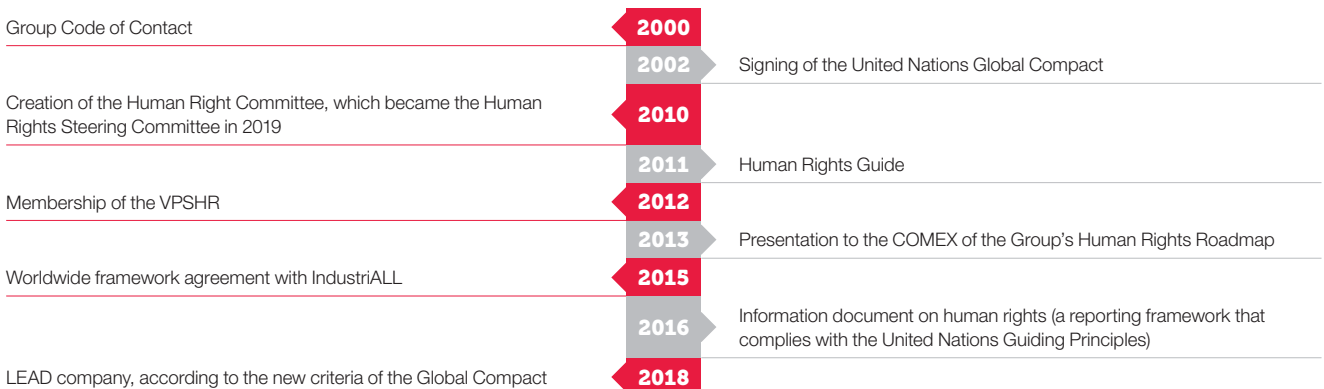 Group Code of Contact
2000
2002
Signing of the United Nations Global Compact
Creation of the Human Right Committee, which became the Human
Rights Steering Committee in 2019
2010
2011
Human Rights Guide
Membership of the VPSHR
2012
2013
Presentation to the COMEX of the Group’s Human Rights Roadmap
Worldwide framework agreement with IndustriALL
2015
2016
Information document on human rights (a reporting framework that
complies with the United Nations Guiding Principles)
LEAD company, according to the new criteria of the Global Compact
2018